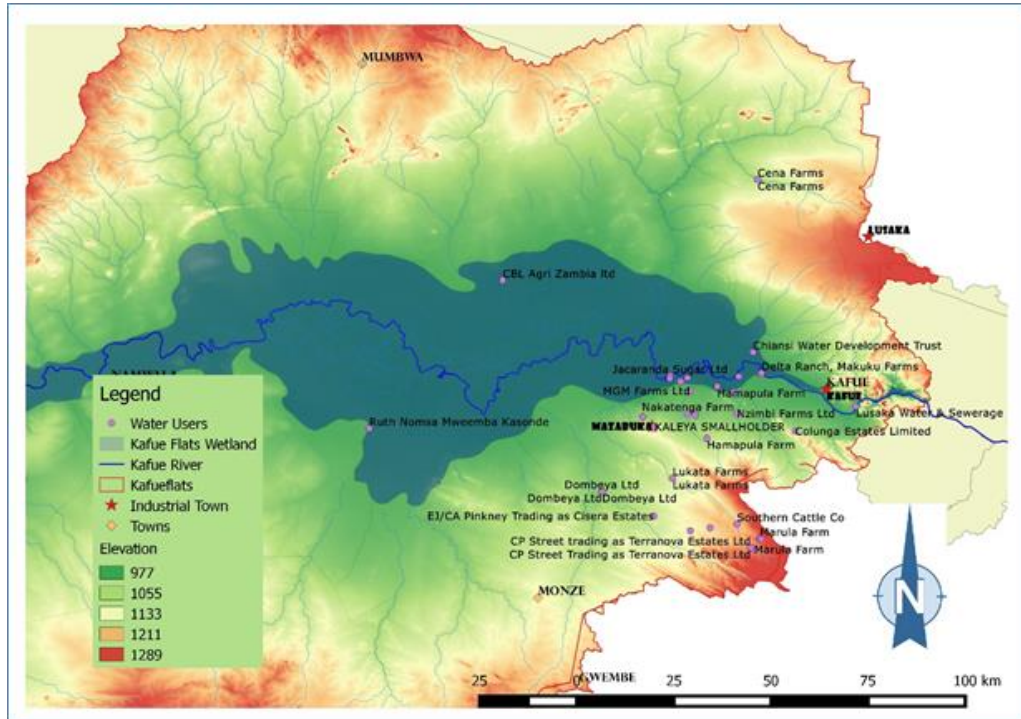 MUMBWA
Cena Farms
Cena Farms
LUSAKA
CBL Agri Zambia ltd
Chiansi Water Development Trust
NAMWALA
Jacaranda Sugas Ltd
Delta Ranch, Makuku Farms
KAFUE
KAFUE
MGM Farms Ltd
Hamapula Farm
Nakatenga Farm
Nzimbi Farms Ltd
Lusaka Water & Sewerage
Ruth Nomsa Mweemba Kasonde
KALEYA SMALLHOLDER
Colunga Estates Limited
Hamapula Farm
Lukata Farms
Lukata Farms
Dombeya Ltd
Dombeya Ltd
Dombeya Ltd
EJ/CA Pinkney Trading as Cisera Estates
Southern Cattle Co
Marula Farm
CP Street trading as Terranova Estates Ltd
CP Street trading as Terranova Estates Ltd
Marula Farm
MONZE
GWEMBE
Legend
Water Users
Kafue Flats Wetland
Kafue River
Kafueflats
Industrial Town
Towns
Elevation
977
1055
1133
1211
1289
N
25 0 25 50 75 100 km